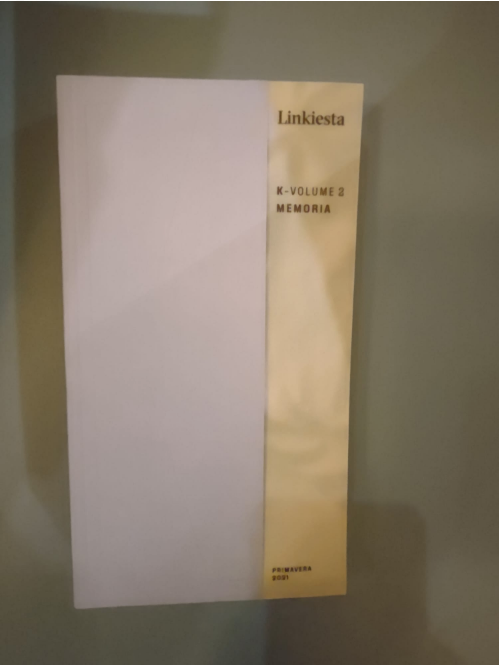 Linkiesta
K-VOLUME 2
MEMORIA
PRIMAVERA
2021